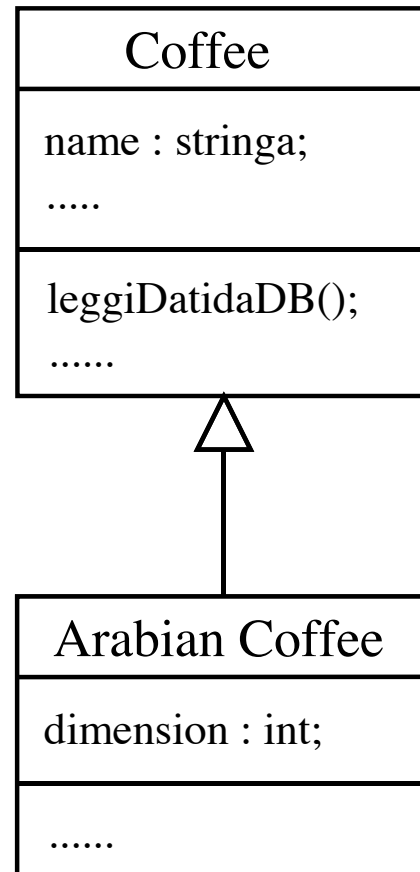 Coffee
name : stringa;
.....
leggiDatidaDB();
......
Arabian Coffee
dimension : int;
......